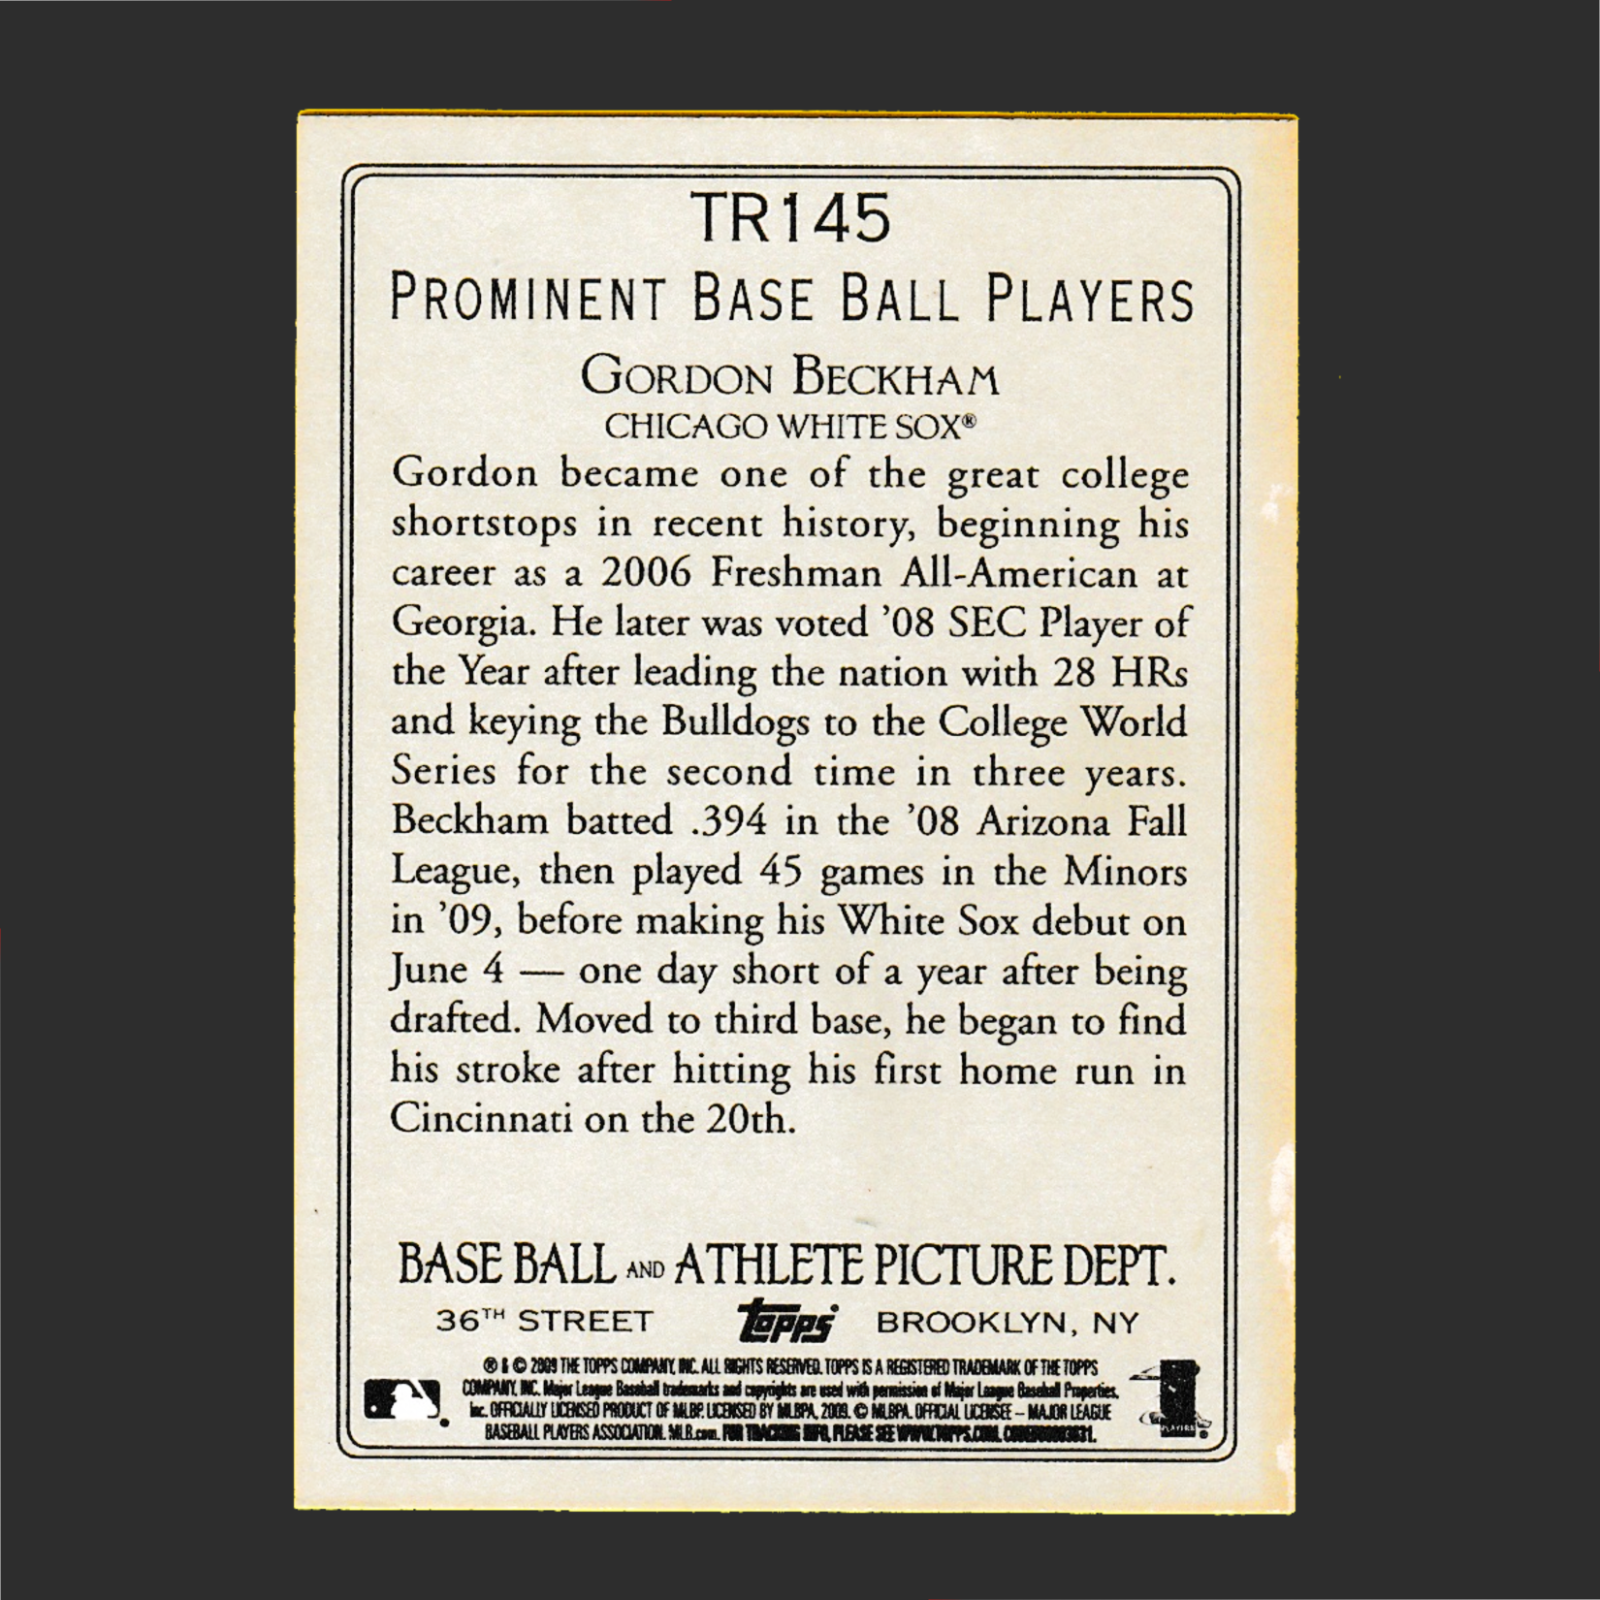 TR145
PROMINENT BASE BALL PLAYERS
GORDON BECKHAM
CHICAGO WHITE SOX®
Gordon became one of the great college
shortstops in recent history, beginning his
career as a 2006 Freshman All-American at
Georgia. He later was voted ’08 SEC Player of
the Year after leading the nation with 28 HRs
and keying the Bulldogs to the College World
Series for the second time in three years.
Beckham batted .394 in the ’08 Arizona Fall
League, then played 45 games in the Minors
in ’09, before making his White Sox debut on
June 4 — one day short of a year after being
drafted. Moved to third base, he began to find
his stroke after hitting his first home run in
Cincinnati on the 20th.
BASE BALL AND ATHLETE PICTURE DEPT.
36TH STREET topps BROOKLYN, NY
® & © 2009 THE TOPPS COMPANY, INC. ALL RIGHTS RESERVED. TOPPS IS A REGISTERED TRADEMARK OF THE TOPPS
COMPANY, INC. Major League Baseball trademarks and copyrights are used with permission of Major League Baseball Properties,
Inc. OFFICIALLY LICENSED PRODUCT OF MLBP. LICENSED BY MLBPA, 2009. © MLBPA. OFFICIAL LICENSEE – MAJOR LEAGUE
BASEBALL PLAYERS ASSOCIATION. MLB.com. FOR TRACKING INFO, PLEASE SEE